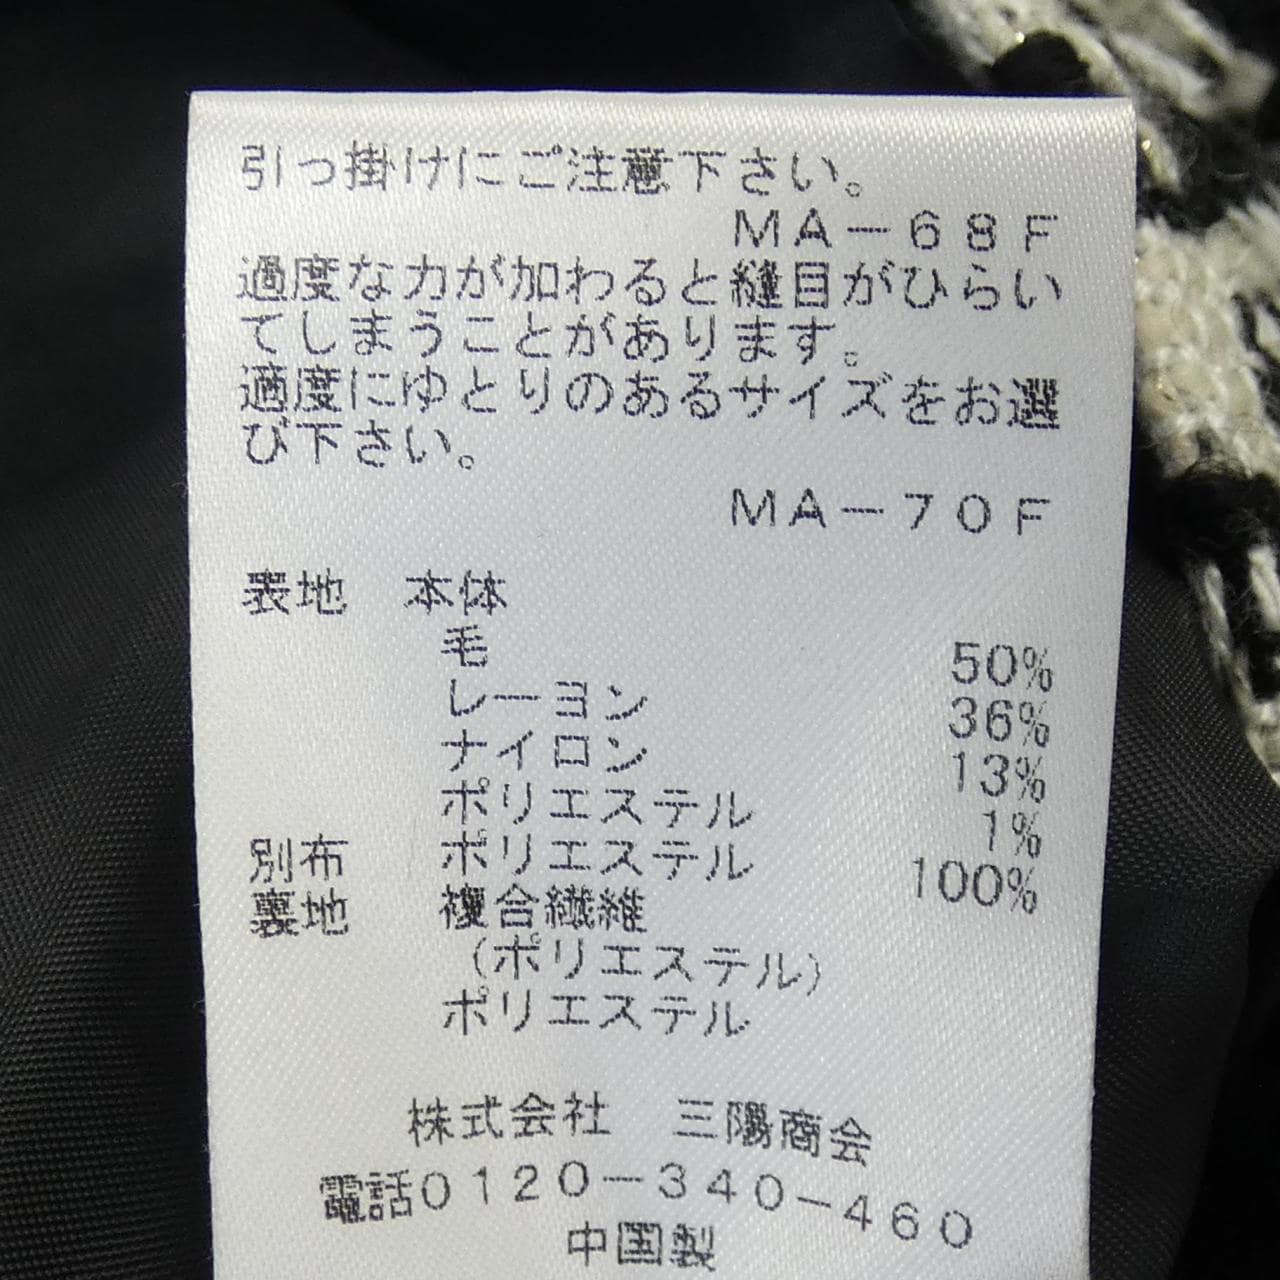 引っ掛けにご注意下さい。
MA－68F
過度な力が加わると縫目がひらい
てしまうことがあります。
適度にゆとりのあるサイズをお選
び下さい。
MA－70F
表地 本体
毛 50%
レーヨン 36%
ナイロン 13%
ポリエステル 1%
別布 ポリエステル 100%
裏地 複合繊維
(ポリエステル)
ポリエステル
株式会社 三陽商会
電話0120－340－460
中国製